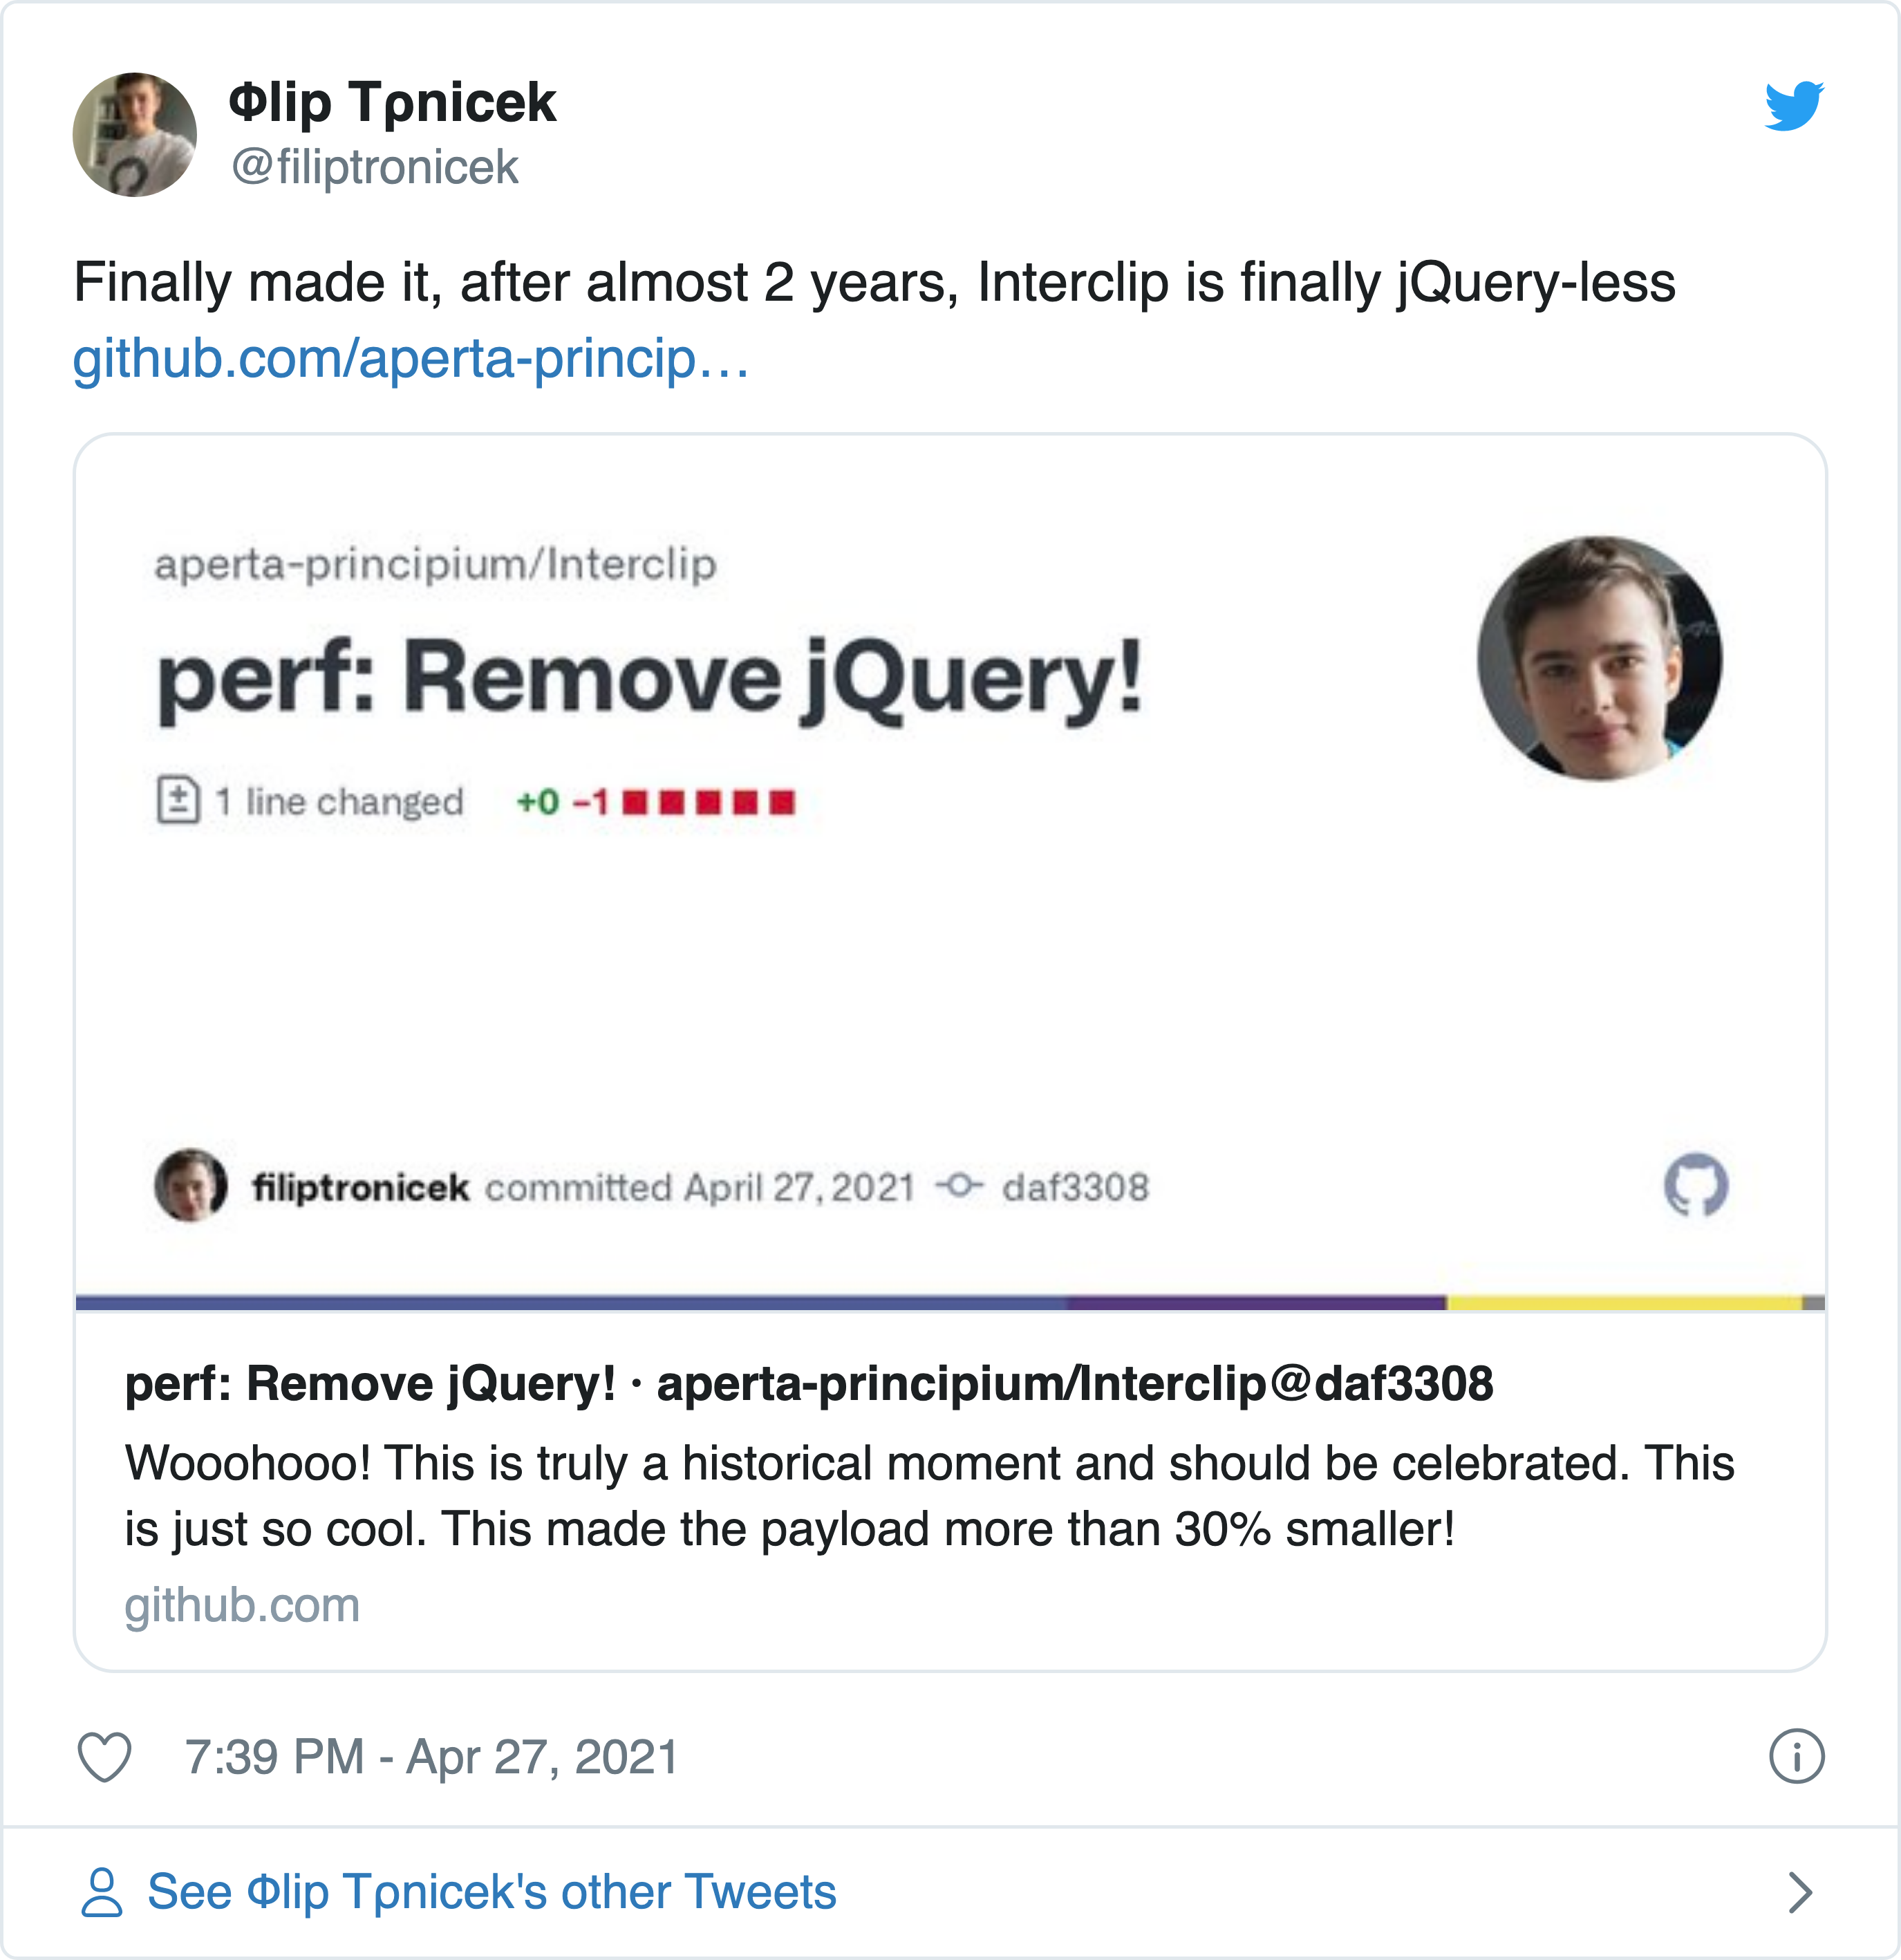 Φlip Tρnicek
@filiptronicek
Finally made it, after almost 2 years, Interclip is finally jQuery-less
github.com/aperta-princip…
aperta-principium/Interclip
perf: Remove jQuery!
1 line changed +0 −1
filiptronicek committed April 27, 2021 daf3308
perf: Remove jQuery! · aperta-principium/Interclip@daf3308
Wooohooo! This is truly a historical moment and should be celebrated. This
is just so cool. This made the payload more than 30% smaller!
github.com
7:39 PM - Apr 27, 2021
See Φlip Tρnicek's other Tweets